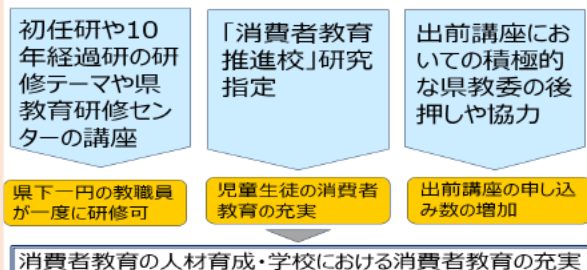 初任研や10
年経過研の研
修テーマや県
教育研修セン
ターの講座
「消費者教育
推進校」研究
指定
出前講座にお
いての積極的
な県教委の後
押しや協力
県下一円の教職員
が一度に研修可
児童生徒の消費者
教育の充実
出前講座の申し込
み数の増加
消費者教育の人材育成・学校における消費者教育の充実